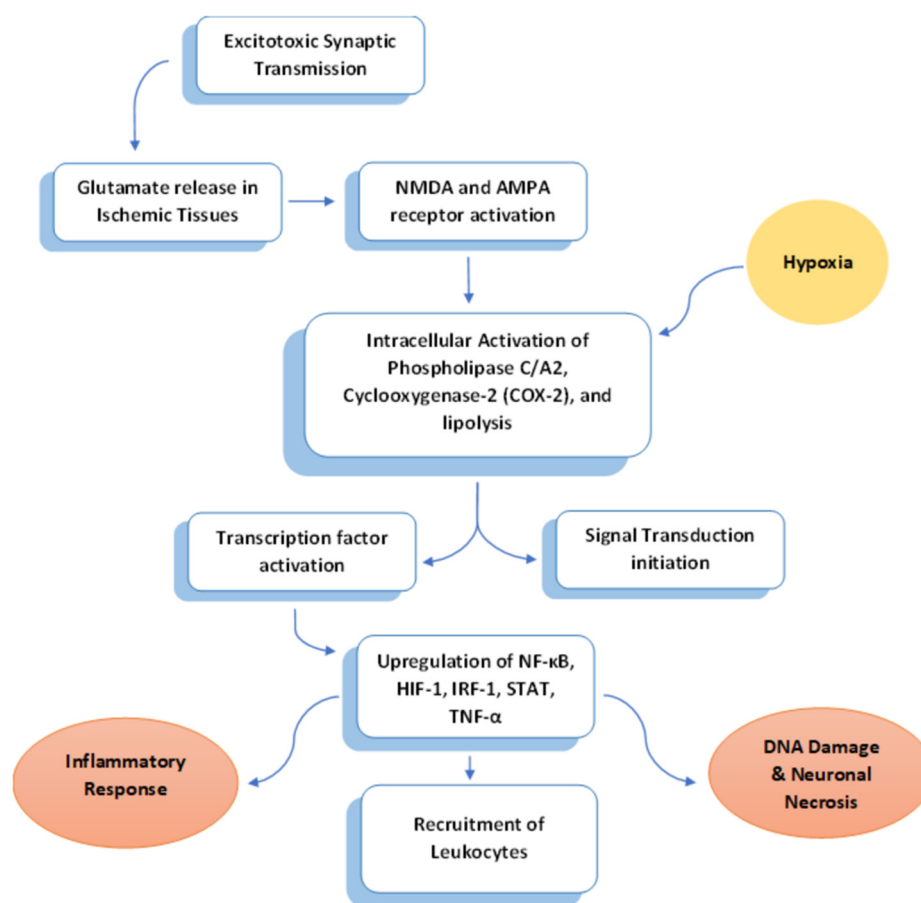 Excitotoxic Synaptic
Transmission
Glutamate release in
Ischemic Tissues
NMDA and AMPA
receptor activation
Hypoxia
Intracellular Activation of
Phospholipase C/A2,
Cyclooxygenase-2 (COX-2), and
lipolysis
Transcription factor
activation
Signal Transduction
initiation
Upregulation of NF-κB,
HIF-1, IRF-1, STAT,
TNF-α
Inflammatory
Response
DNA Damage
& Neuronal
Necrosis
Recruitment of
Leukocytes